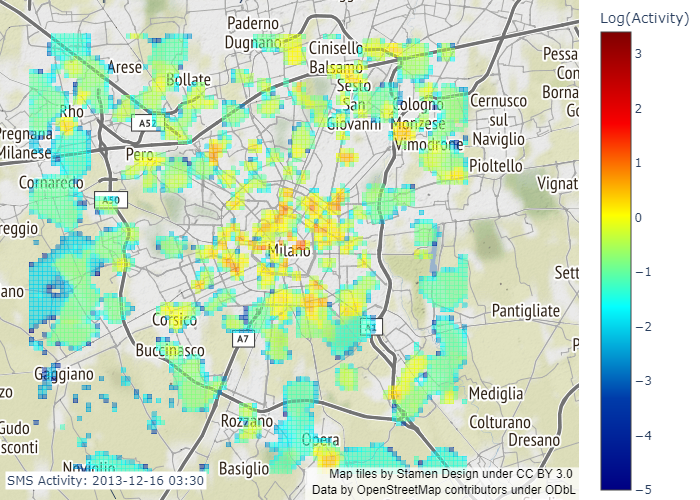 Log(Activity)
3
2
1
0
−1
−2
−3
−4
−5
Paderno
Dugnano
Cinisello
Balsamo
Arese
Bollate
Sesto
San
Giovanni
Cologno
Monzese
Cernusco
sul
Naviglio
Pessa
Con
Borna
Go
Rho
A52
Pregnana
Milanese
Pero
Vimodrone
Pioltello
Cornaredo
A50
Vignat
reggio
Milano
Sett
ano
Corsico
A1
Pantigliate
A7
Buccinasco
P
Gaggiano
zo
Mediglia
Rozzano
Colturano
Gudo
sconti
Opera
Dresano
Noviglio
Basiglio
SMS Activity: 2013-12-16 03:30
Map tiles by Stamen Design under CC BY 3.0
Data by OpenStreetMap contributors under ODbL